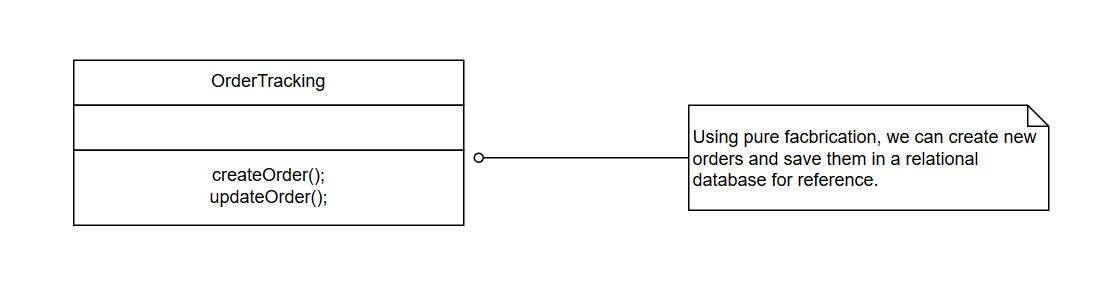 OrderTracking
createOrder();
updateOrder();
Using pure facbrication, we can create new
orders and save them in a relational
database for reference.